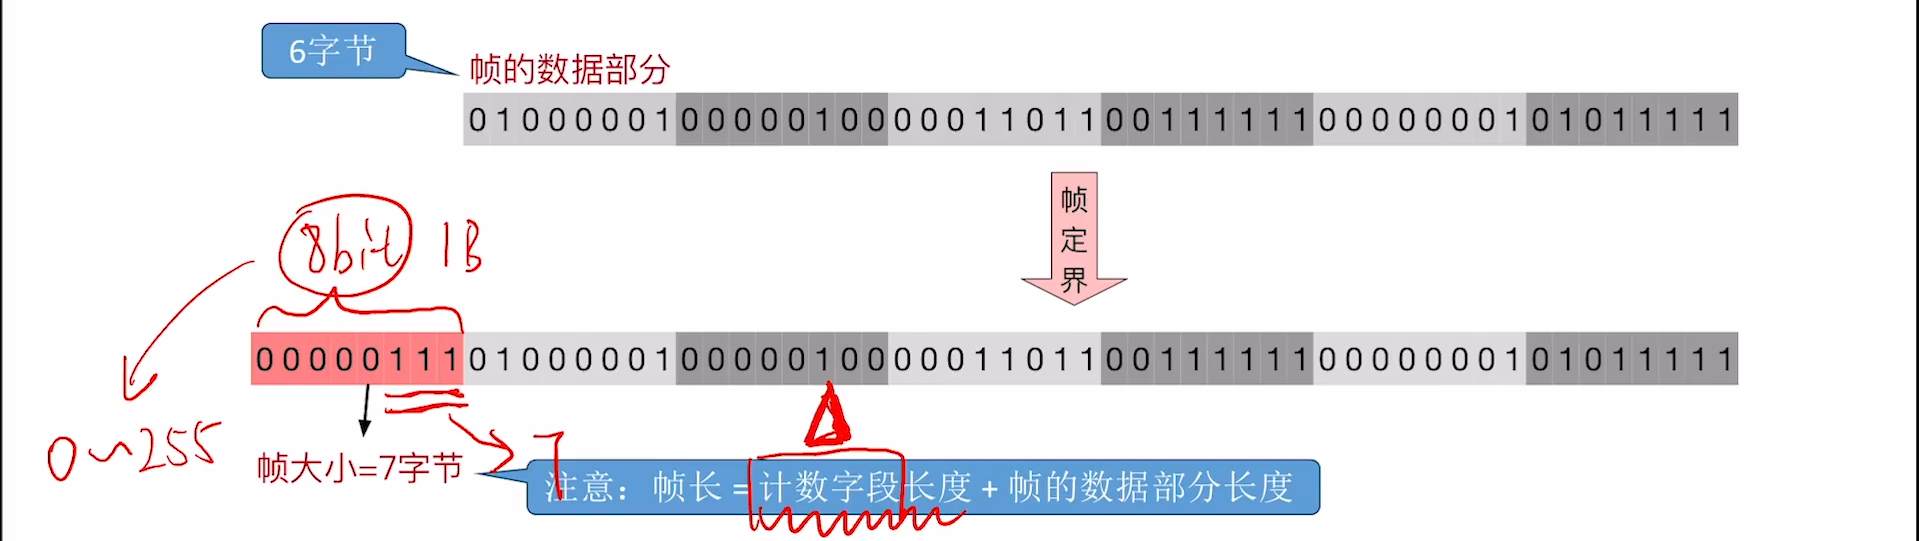 6字节
帧的数据部分
01000001 00000100 00011011 00111111 00000001 01011111
帧定界
8bit 1B
00000111 01000001 00000100 00011011 00111111 00000001 01011111
0~255
7
帧大小=7字节
注意：帧长 = 计数字段长度 + 帧的数据部分长度